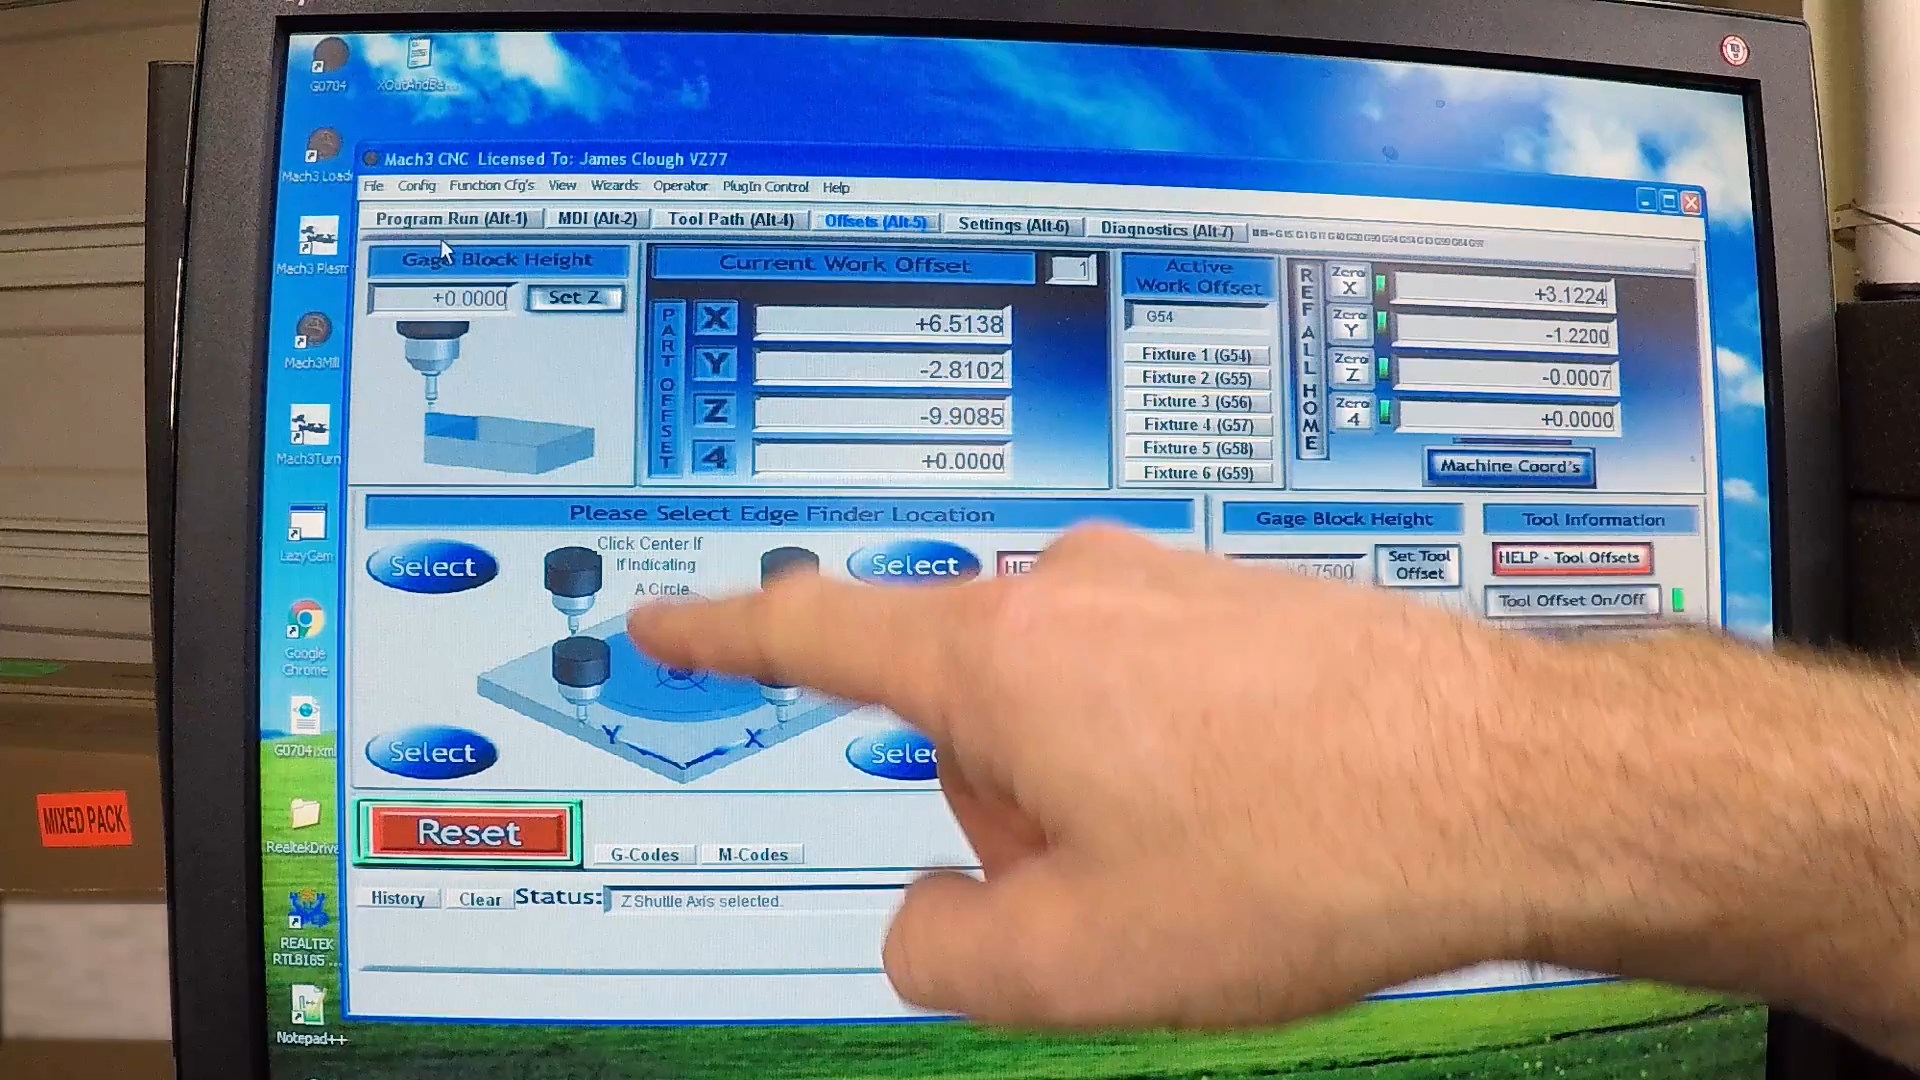 G0704
Mach3 Load
Mach3 CNC Licensed To: James Clough VZ77
File Config Function Cfg's View Wizards Operator PlugIn Control Help
Program Run (Alt-1) MDI (Alt-2) Tool Path (Alt-4) Offsets (Alt-5) Settings (Alt-6) Diagnostics (Alt-7)
Gage Block Height
+0.0000 Set Z
Current Work Offset 1
PART OFFSET
X +6.5138
Y -2.8102
Z -9.9085
4 +0.0000
Active
Work Offset
G54
Fixture 1 (G54)
Fixture 2 (G55)
Fixture 3 (G56)
Fixture 4 (G57)
Fixture 5 (G58)
Fixture 6 (G59)
REF ALL HOME
Zero X +3.1224
Zero Y -1.2200
Zero Z -0.0007
Zero 4 +0.0000
Machine Coord's
Mach3 Plasm
Mach3Mill
Mach3Turn
LazyCam
Google
Chrome
G0704.xml
RealtekDrive
REALTEK
RTL8185 ...
Notepad++
Please Select Edge Finder Location
Select
Click Center If
If Indicating
A Circle
Select
HE
Select
Y X
Sele
Gage Block Height
0.7500
Set Tool
Offset
Tool Information
HELP - Tool Offsets
Tool Offset On/Off
Reset
G-Codes M-Codes
History Clear Status: Z Shuttle Axis selected.
MIXED PACK